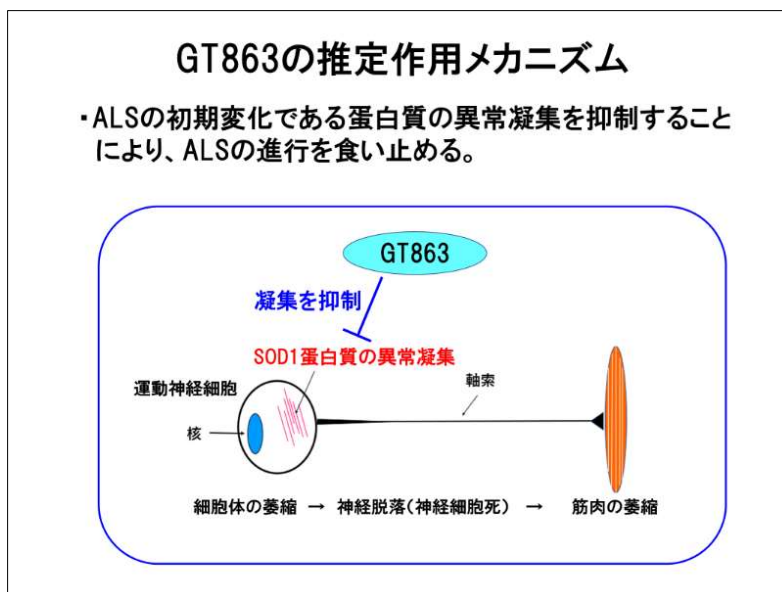 GT863の推定作用メカニズム
・ALSの初期変化である蛋白質の異常凝集を抑制すること
により、ALSの進行を食い止める。
GT863
凝集を抑制
SOD1蛋白質の異常凝集
運動神経細胞
軸索
核
細胞体の萎縮 → 神経脱落(神経細胞死) → 筋肉の萎縮